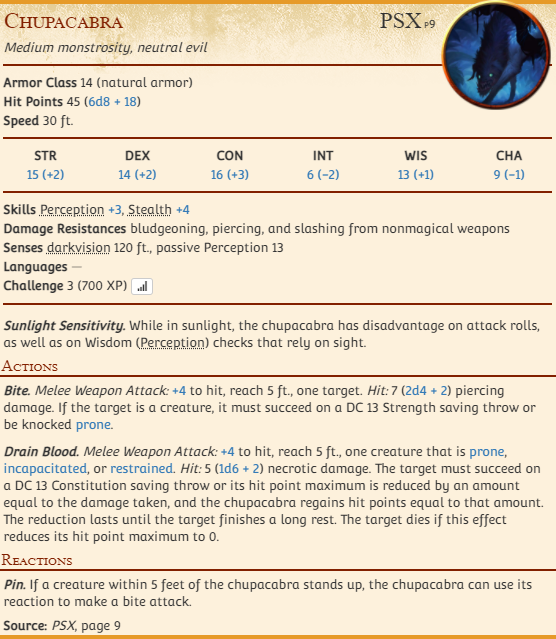 Chupacabra PSX p9
Medium monstrosity, neutral evil
Armor Class 14 (natural armor)
Hit Points 45 (6d8 + 18)
Speed 30 ft.
STR DEX CON INT WIS CHA
15 (+2) 14 (+2) 16 (+3) 6 (−2) 13 (+1) 9 (−1)
Skills Perception +3, Stealth +4
Damage Resistances bludgeoning, piercing, and slashing from nonmagical weapons
Senses darkvision 120 ft., passive Perception 13
Languages —
Challenge 3 (700 XP)
Sunlight Sensitivity. While in sunlight, the chupacabra has disadvantage on attack rolls,
as well as on Wisdom (Perception) checks that rely on sight.
Actions
Bite. Melee Weapon Attack: +4 to hit, reach 5 ft., one target. Hit: 7 (2d4 + 2) piercing
damage. If the target is a creature, it must succeed on a DC 13 Strength saving throw or
be knocked prone.
Drain Blood. Melee Weapon Attack: +4 to hit, reach 5 ft., one creature that is prone,
incapacitated, or restrained. Hit: 5 (1d6 + 2) necrotic damage. The target must succeed on
a DC 13 Constitution saving throw or its hit point maximum is reduced by an amount
equal to the damage taken, and the chupacabra regains hit points equal to that amount.
The reduction lasts until the target finishes a long rest. The target dies if this effect
reduces its hit point maximum to 0.
Reactions
Pin. If a creature within 5 feet of the chupacabra stands up, the chupacabra can use its
reaction to make a bite attack.
Source: PSX, page 9